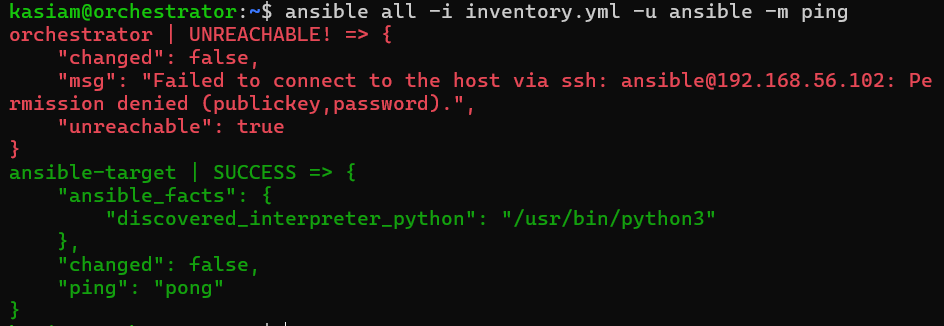 kasiam@orchestrator:~$ ansible all -i inventory.yml -u ansible -m ping
orchestrator | UNREACHABLE! => {
    "changed": false,
    "msg": "Failed to connect to the host via ssh: ansible@192.168.56.102: Pe
rmission denied (publickey,password).",
    "unreachable": true
}
ansible-target | SUCCESS => {
    "ansible_facts": {
        "discovered_interpreter_python": "/usr/bin/python3"
    },
    "changed": false,
    "ping": "pong"
}